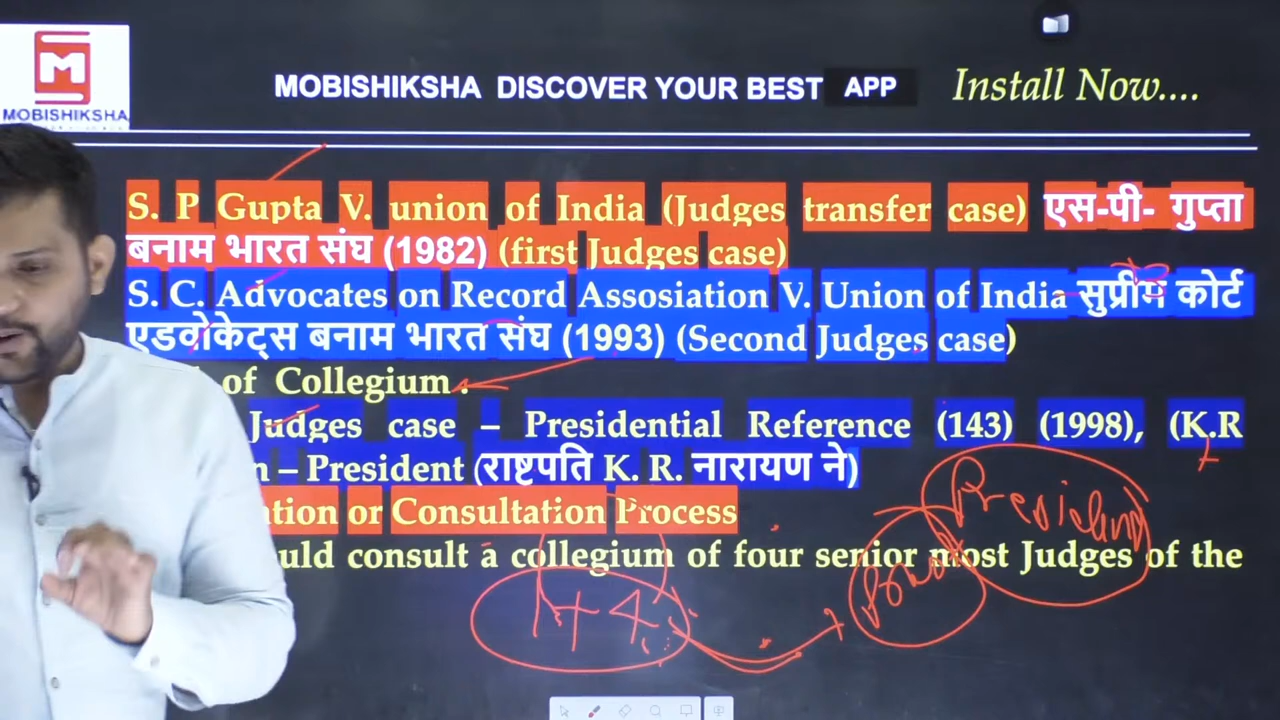 M
MOBISHIKSHA
MOBISHIKSHA DISCOVER YOUR BEST APP Install Now....
S. P Gupta V. union of India (Judges transfer case) एस-पी- गुप्ता
बनाम भारत संघ (1982) (first Judges case)
S. C. Advocates on Record Assosiation V. Union of India सुप्रीम कोर्ट
एडवोकेट्स बनाम भारत संघ (1993) (Second Judges case)
of Collegium :
Judges case – Presidential Reference (143) (1998), (K.R
– President (राष्ट्रपति K. R. नारायण ने)
or Consultation Process
consult a collegium of four senior most Judges of the
1+4
President